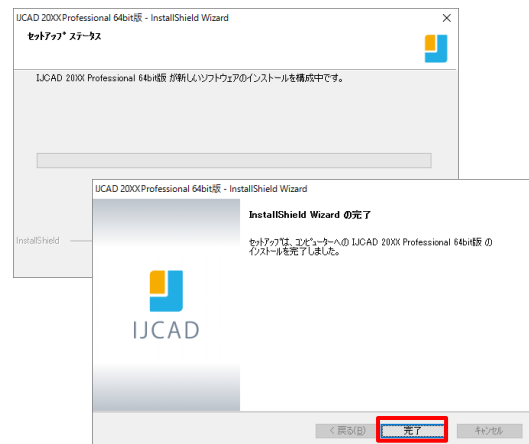 IJCAD 20XX Professional 64bit版 - InstallShield Wizard
セットアップ ステータス
IJCAD 20XX Professional 64bit版 が新しいソフトウェアのインストールを構成中です。
InstallShield
IJCAD 20XX Professional 64bit版 - InstallShield Wizard
InstallShield Wizard の完了
セットアップは、コンピューターへの IJCAD 20XX Professional 64bit版 の
インストールを完了しました。
IJCAD
< 戻る(B)
完了
キャンセル